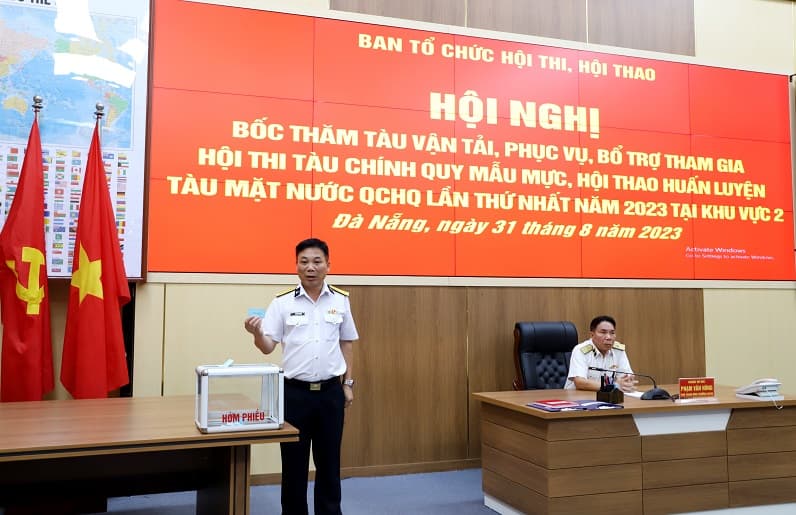 BAN TỔ CHỨC HỘI THI, HỘI THAO
HỘI NGHỊ
BỐC THĂM TÀU VẬN TẢI, PHỤC VỤ, BỔ TRỢ THAM GIA
HỘI THI TÀU CHÍNH QUY MẪU MỰC, HỘI THAO HUẤN LUYỆN
TÀU MẶT NƯỚC QCHQ LẦN THỨ NHẤT NĂM 2023 TẠI KHU VỰC 2
Đà Nẵng, ngày 31 tháng 8 năm 2023
Activate Windows
Go to Settings to activate Windows.
HÒM PHIẾU
PHẠM VĂN HÙNG